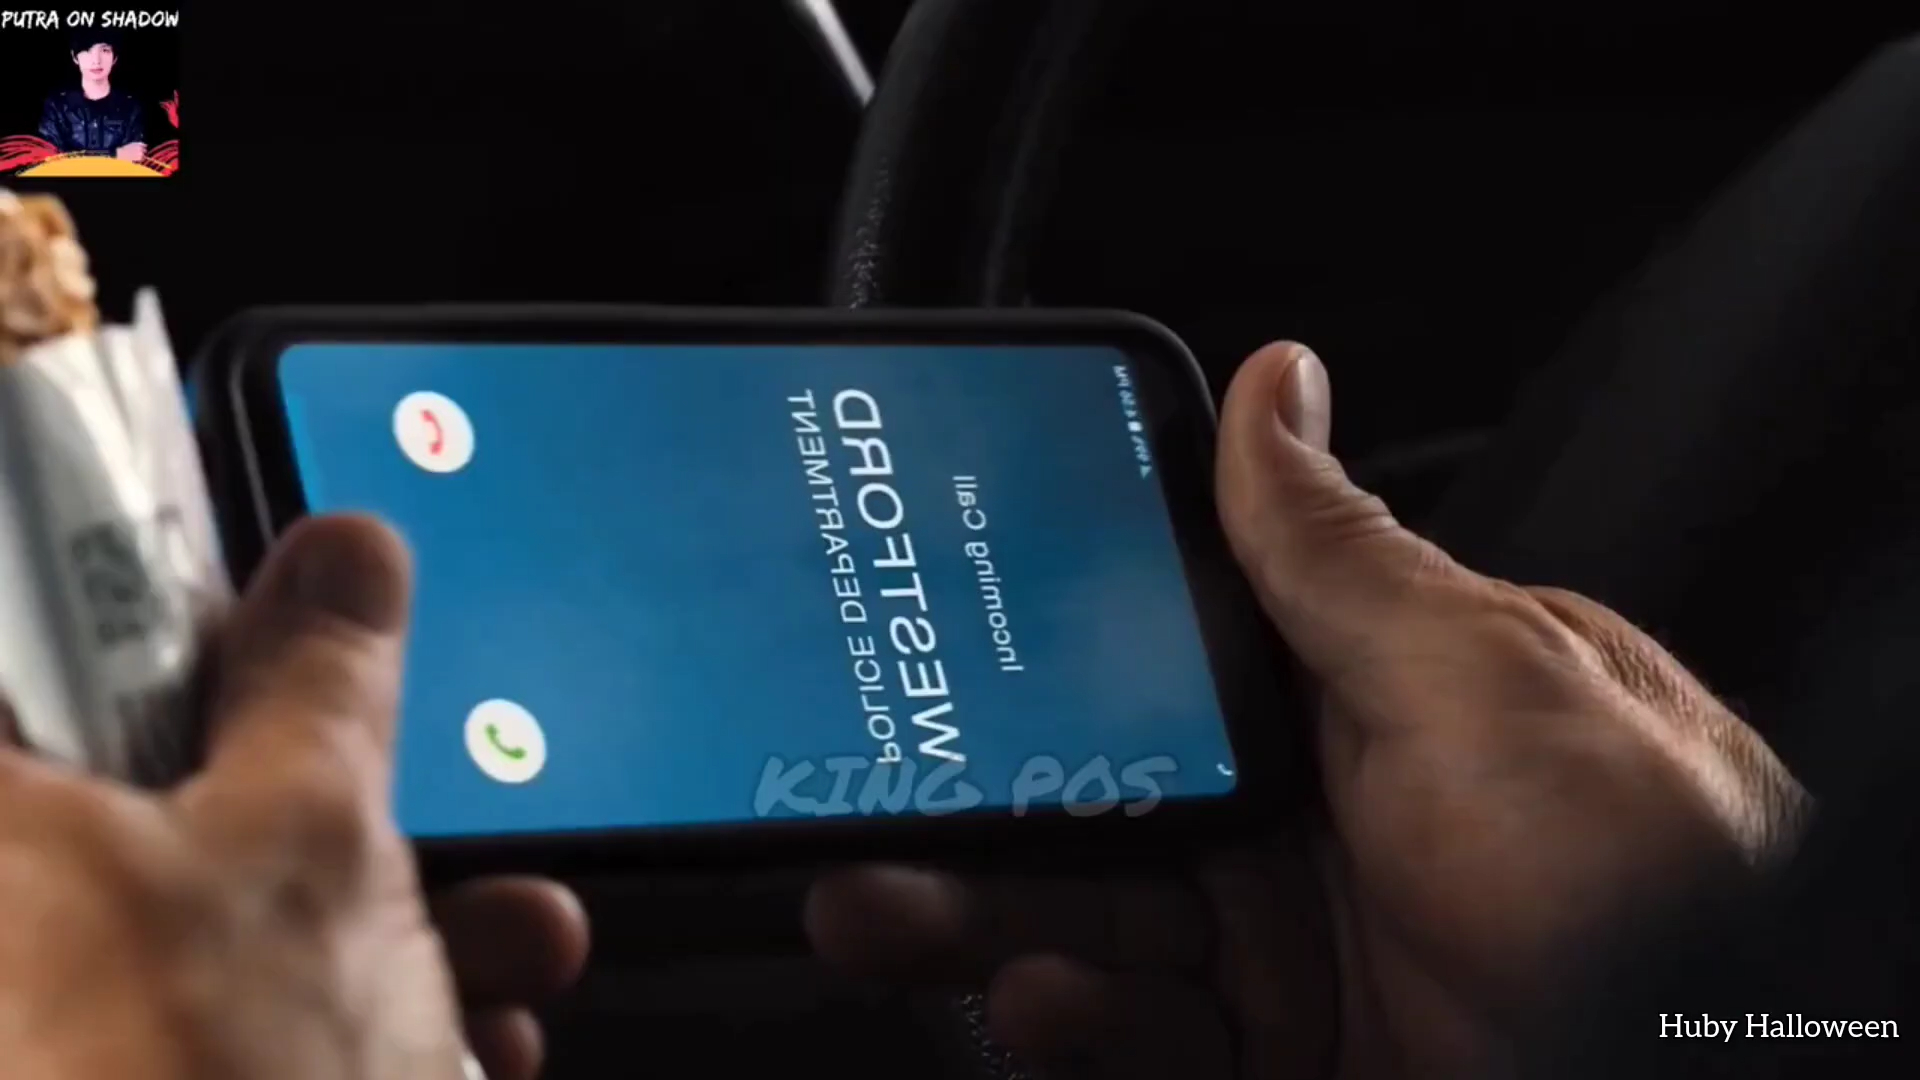 PUTRA ON SHADOW
Incoming Call
WESTFORD
POLICE DEPARTMENT
KING POS
Huby Halloween